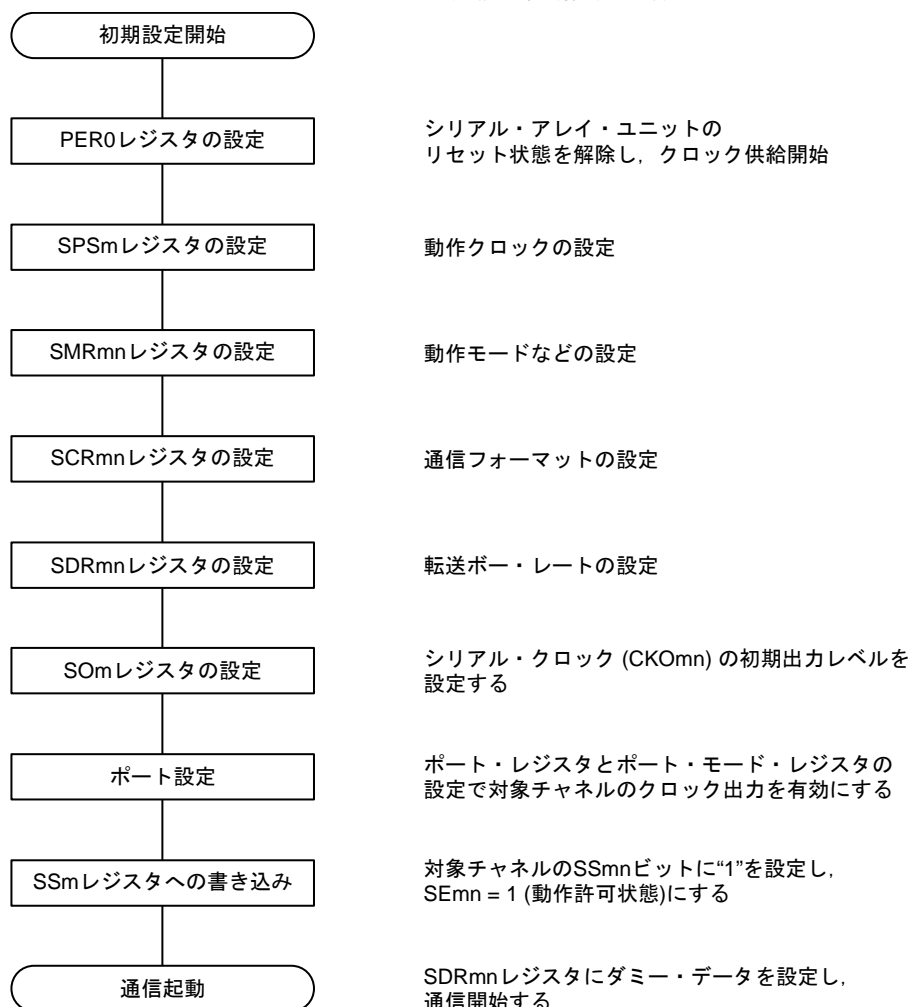 初期設定開始
PER0レジスタの設定
シリアル・アレイ・ユニットの
リセット状態を解除し,クロック供給開始
SPSmレジスタの設定
動作クロックの設定
SMRmnレジスタの設定
動作モードなどの設定
SCRmnレジスタの設定
通信フォーマットの設定
SDRmnレジスタの設定
転送ボー・レートの設定
SOmレジスタの設定
シリアル・クロック (CKOmn) の初期出力レベルを
設定する
ポート設定
ポート・レジスタとポート・モード・レジスタの
設定で対象チャネルのクロック出力を有効にする
SSmレジスタへの書き込み
対象チャネルのSSmnビットに“1”を設定し,
SEmn = 1 (動作許可状態)にする
通信起動
SDRmnレジスタにダミー・データを設定し,
通信開始する